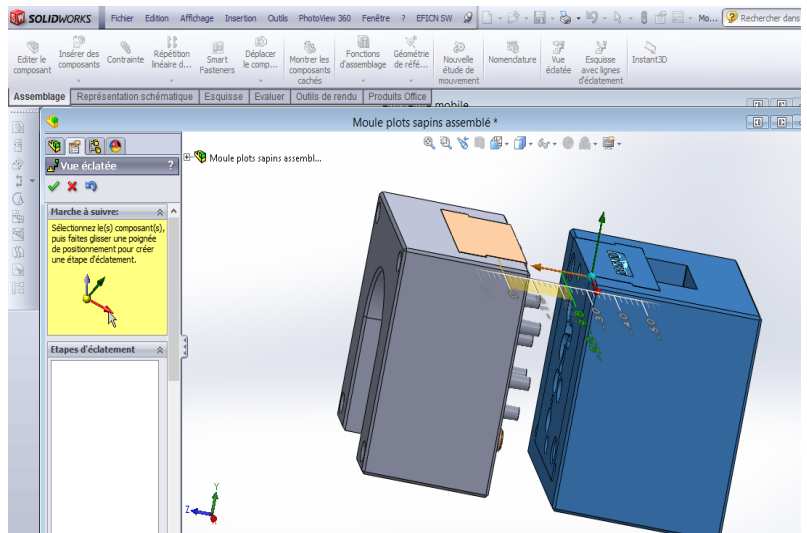 SOLIDWORKS Fichier Edition Affichage Insertion Outils PhotoView 360 Fenêtre ? EFICN SW Mo... ? Rechercher dans
Editer le composant
Insérer des composants
Contrainte
Répétition linéaire d...
Smart Fasteners
Déplacer le comp...
Montrer les composants cachés
Fonctions d'assemblage
Géométrie de réfé...
Nouvelle étude de mouvement
Nomenclature
Vue éclatée
Esquisse avec lignes d'éclatement
Instant3D
Assemblage Représentation schématique Esquisse Evaluer Outils de rendu Produits Office
mobile
Moule plots sapins assemblé *
Moule plots sapins assembl...
Vue éclatée ?
Marche à suivre:
Sélectionnez le(s) composant(s),
puis faites glisser une poignée
de positionnement pour créer
une étape d'éclatement.
Etapes d'éclatement
Y
Z